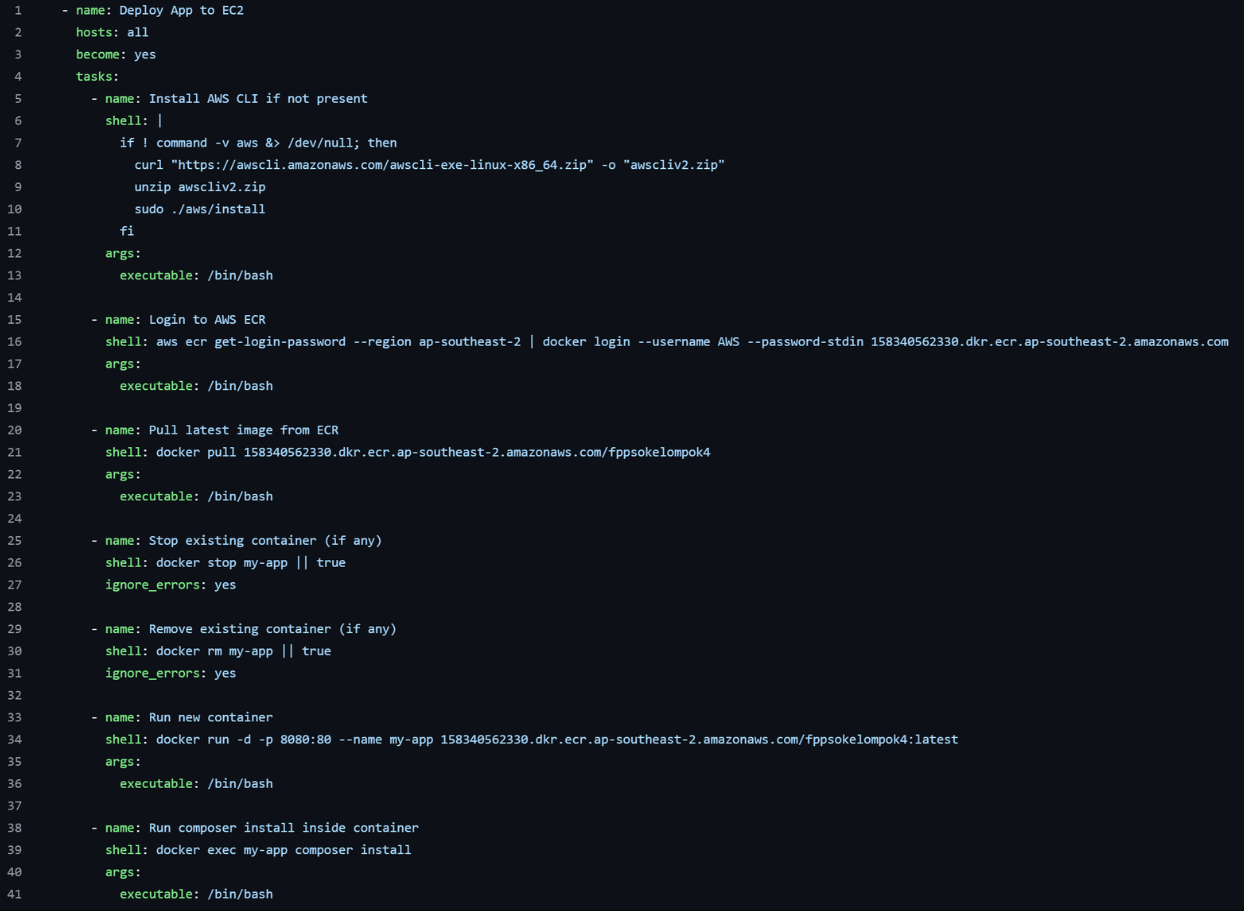 1 - name: Deploy App to EC2
2 hosts: all
3 become: yes
4 tasks:
5 - name: Install AWS CLI if not present
6 shell: |
7 if ! command -v aws &> /dev/null; then
8 curl "https://awscli.amazonaws.com/awscli-exe-linux-x86_64.zip" -o "awscliv2.zip"
9 unzip awscliv2.zip
10 sudo ./aws/install
11 fi
12 args:
13 executable: /bin/bash
14
15 - name: Login to AWS ECR
16 shell: aws ecr get-login-password --region ap-southeast-2 | docker login --username AWS --password-stdin 158340562330.dkr.ecr.ap-southeast-2.amazonaws.com
17 args:
18 executable: /bin/bash
19
20 - name: Pull latest image from ECR
21 shell: docker pull 158340562330.dkr.ecr.ap-southeast-2.amazonaws.com/fppsokelompok4
22 args:
23 executable: /bin/bash
24
25 - name: Stop existing container (if any)
26 shell: docker stop my-app || true
27 ignore_errors: yes
28
29 - name: Remove existing container (if any)
30 shell: docker rm my-app || true
31 ignore_errors: yes
32
33 - name: Run new container
34 shell: docker run -d -p 8080:80 --name my-app 158340562330.dkr.ecr.ap-southeast-2.amazonaws.com/fppsokelompok4:latest
35 args:
36 executable: /bin/bash
37
38 - name: Run composer install inside container
39 shell: docker exec my-app composer install
40 args:
41 executable: /bin/bash